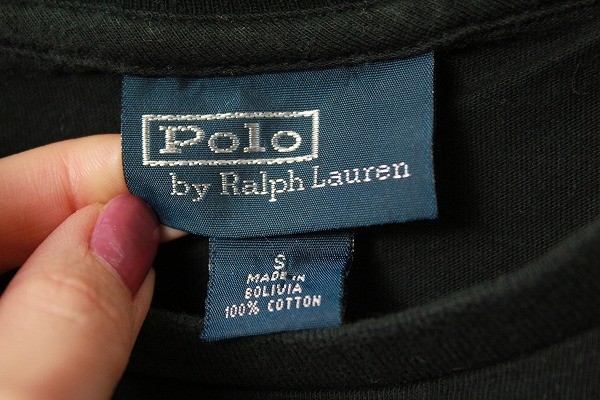 Polo
by Ralph Lauren
S
MADE IN
BOLIVIA
100% COTTON